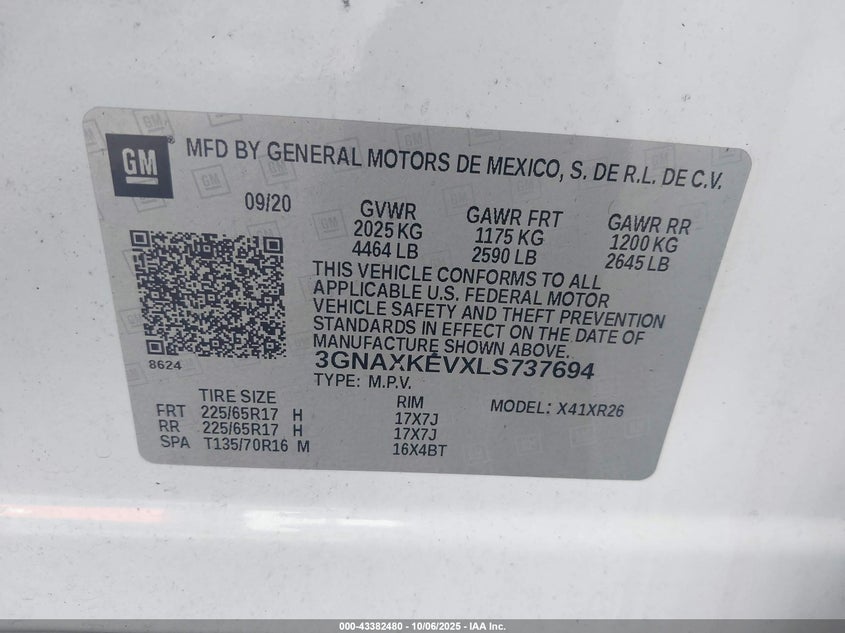 GM MFD BY GENERAL MOTORS DE MEXICO, S. DE R.L. DE C.V.
09/20 GVWR GAWR FRT GAWR RR
2025 KG 1175 KG 1200 KG
4464 LB 2590 LB 2645 LB
THIS VEHICLE CONFORMS TO ALL
APPLICABLE U.S. FEDERAL MOTOR
VEHICLE SAFETY AND THEFT PREVENTION
STANDARDS IN EFFECT ON THE DATE OF
MANUFACTURE SHOWN ABOVE.
8624 3GNAXKEVXLS737694
TYPE: M.P.V.
TIRE SIZE RIM MODEL: X41XR26
FRT 225/65R17 H 17X7J
RR 225/65R17 H 17X7J
SPA T135/70R16 M 16X4BT
000-43382480 - 10/06/2025 - IAA Inc.